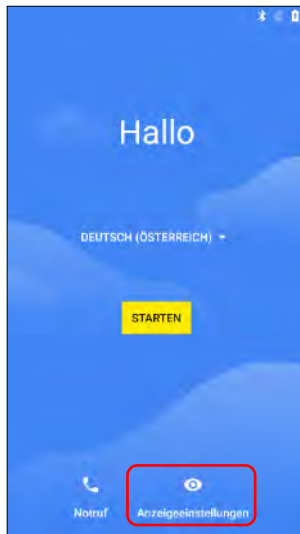 Hallo
DEUTSCH (ÖSTERREICH)
STARTEN
Notruf Anzeigeeinstellungen